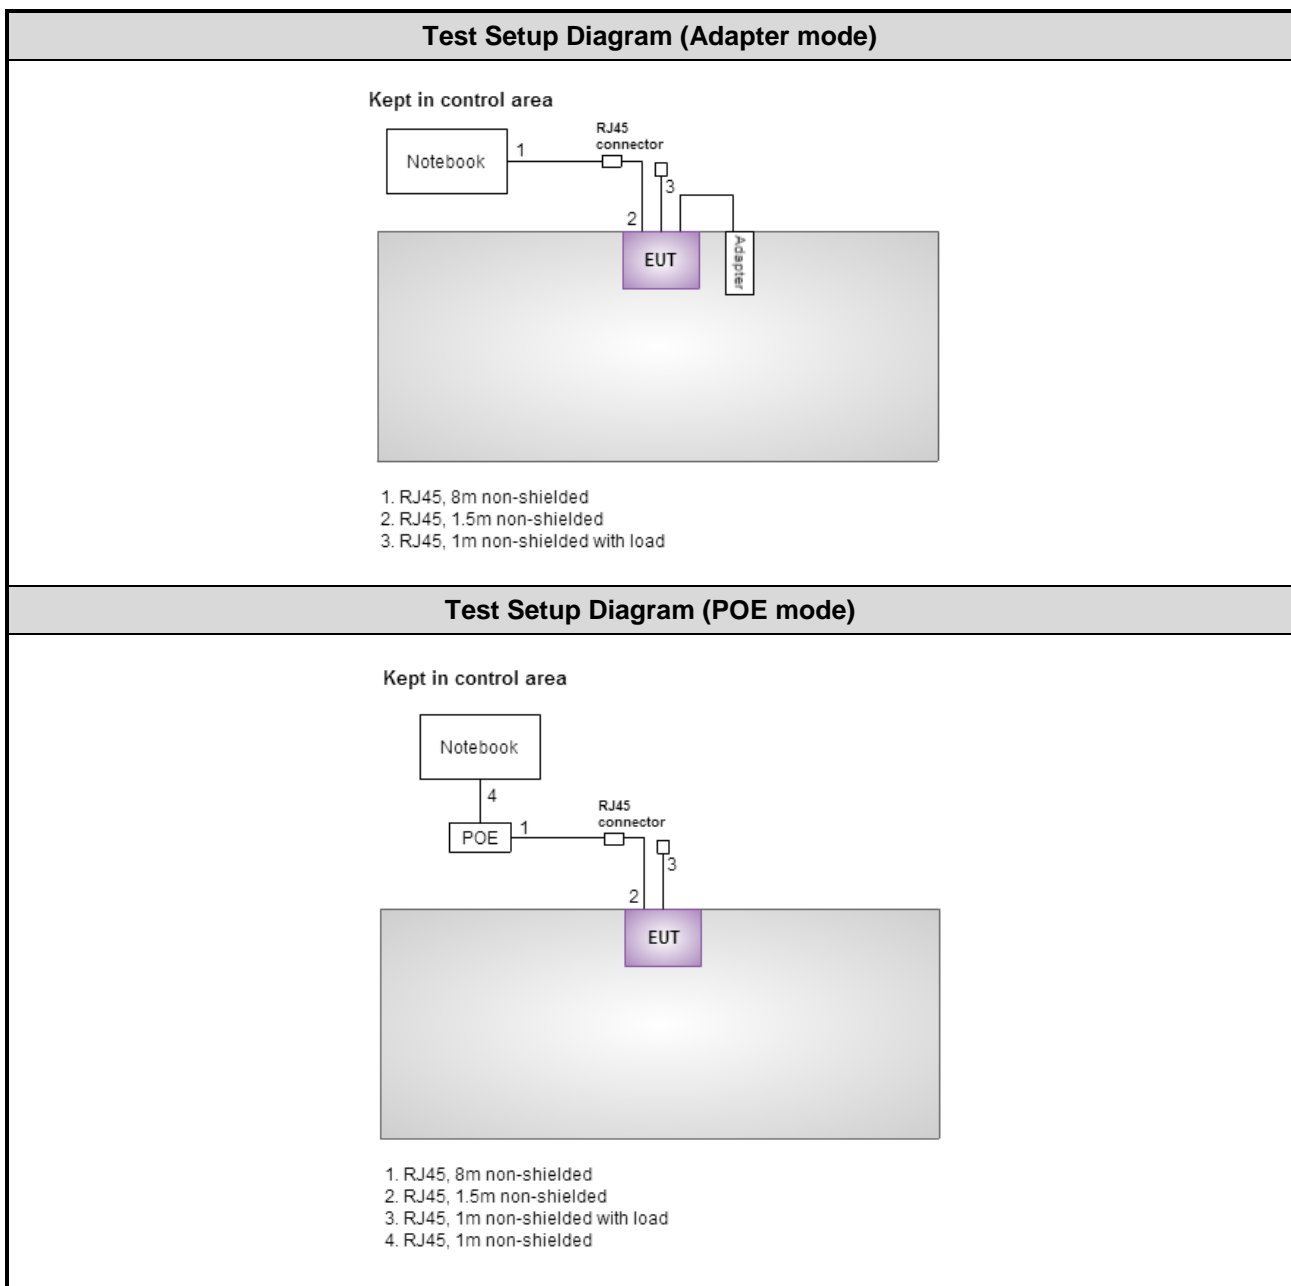 Test Setup Diagram (Adapter mode)
Kept in control area
RJ45
connector
Notebook
1
3
2
EUT
Adapter
1. RJ45, 8m non-shielded
2. RJ45, 1.5m non-shielded
3. RJ45, 1m non-shielded with load
Test Setup Diagram (POE mode)
Kept in control area
Notebook
4
RJ45
connector
POE
1
3
2
EUT
1. RJ45, 8m non-shielded
2. RJ45, 1.5m non-shielded
3. RJ45, 1m non-shielded with load
4. RJ45, 1m non-shielded